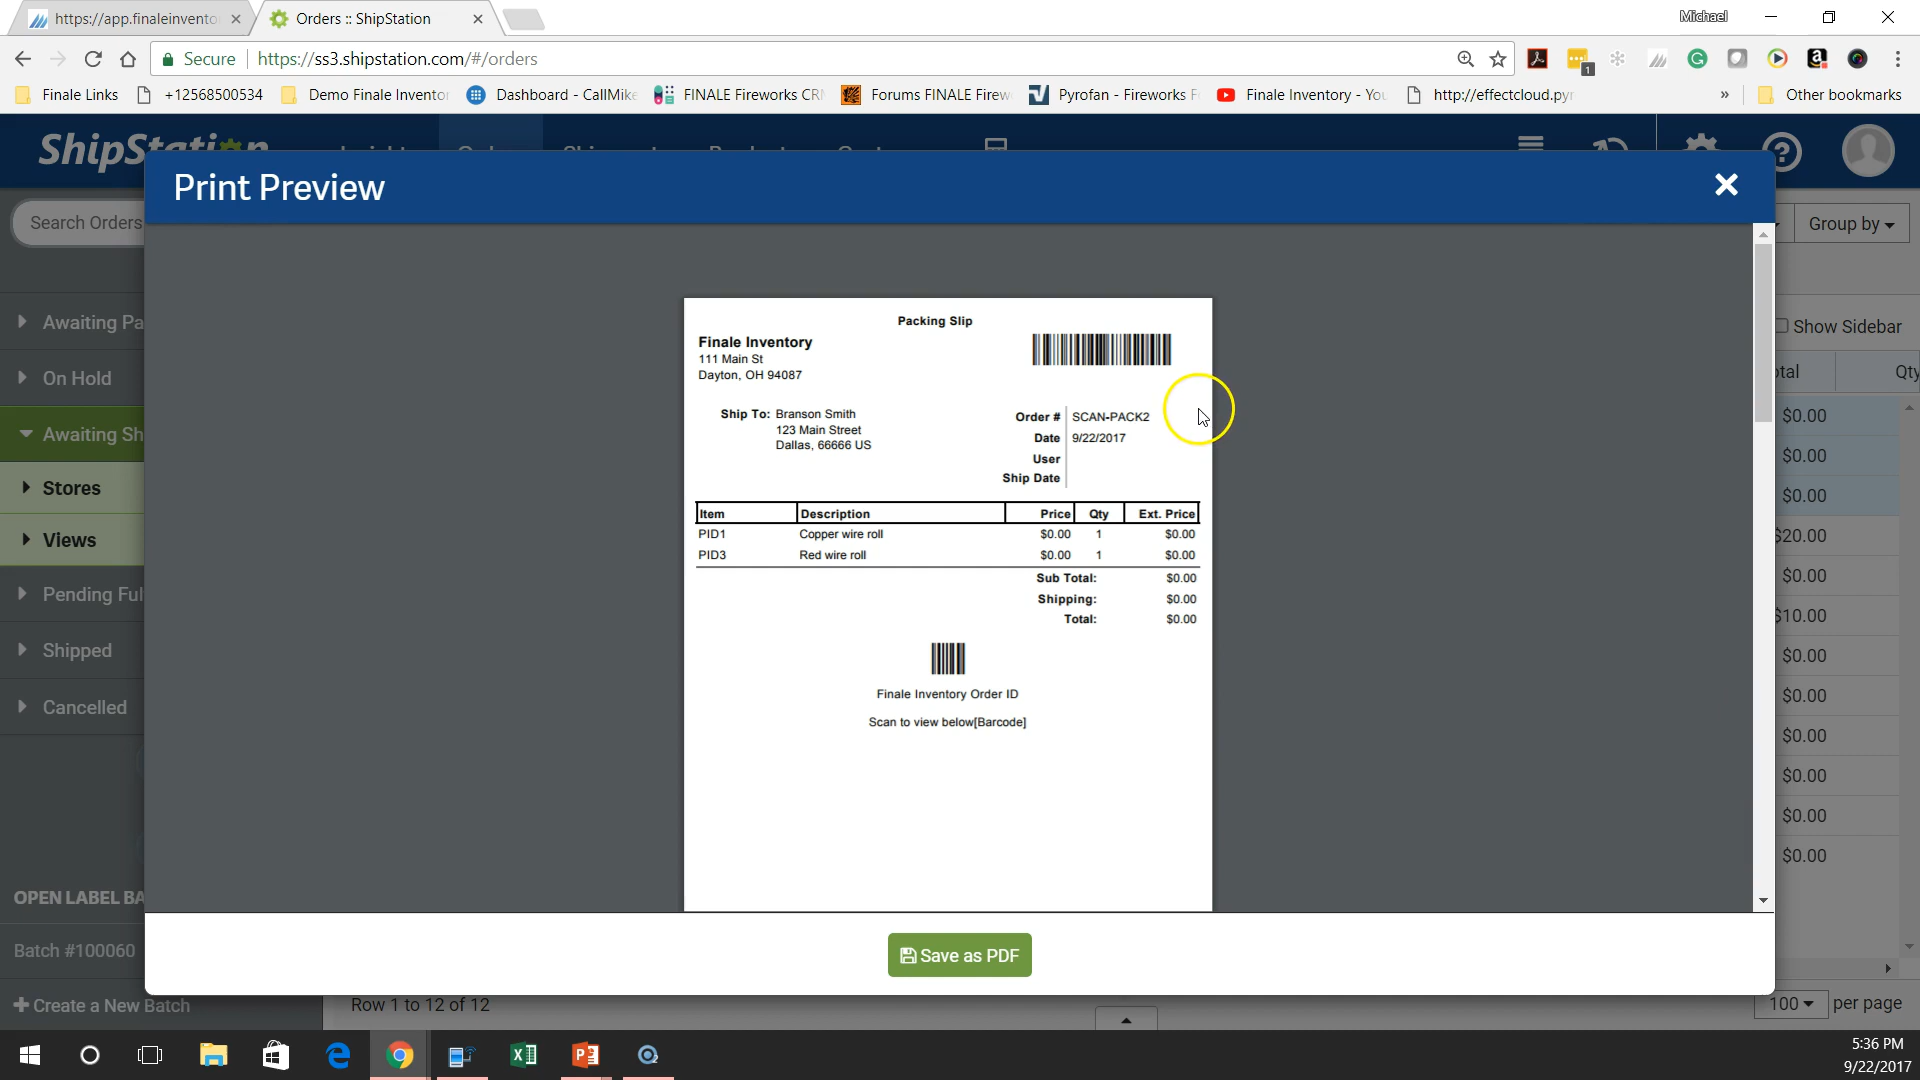 https://app.finaleinvento
Orders :: ShipStation
Michael
Secure
https://ss3.shipstation.com/#/orders
1
Finale Links
+12568500534
Demo Finale Invento
Dashboard - CallMike
FINALE Fireworks CR
Forums FINALE Firew
Pyrofan - Fireworks F
Finale Inventory - You
http://effectcloud.pyr
»
Other bookmarks
ShipStation
Print Preview
Search Orders
Group by
Awaiting Pa
Show Sidebar
On Hold
otal
Qty
Awaiting Sh
Stores
Views
Pending Ful
Shipped
Cancelled
$0.00
$0.00
$0.00
$20.00
$0.00
$10.00
$0.00
$0.00
$0.00
$0.00
$0.00
$0.00
Packing Slip
Finale Inventory
111 Main St
Dayton, OH 94087
Ship To: Branson Smith
123 Main Street
Dallas, 66666 US
Order # SCAN-PACK2
Date 9/22/2017
User
Ship Date
Item Description Price Qty Ext. Price
PID1 Copper wire roll $0.00 1 $0.00
PID3 Red wire roll $0.00 1 $0.00
Sub Total: $0.00
Shipping: $0.00
Total: $0.00
Finale Inventory Order ID
Scan to view below[Barcode]
OPEN LABEL BA
Batch #100060
Save as PDF
Create a New Batch
Row 1 to 12 of 12
100 per page
5:36 PM
9/22/2017